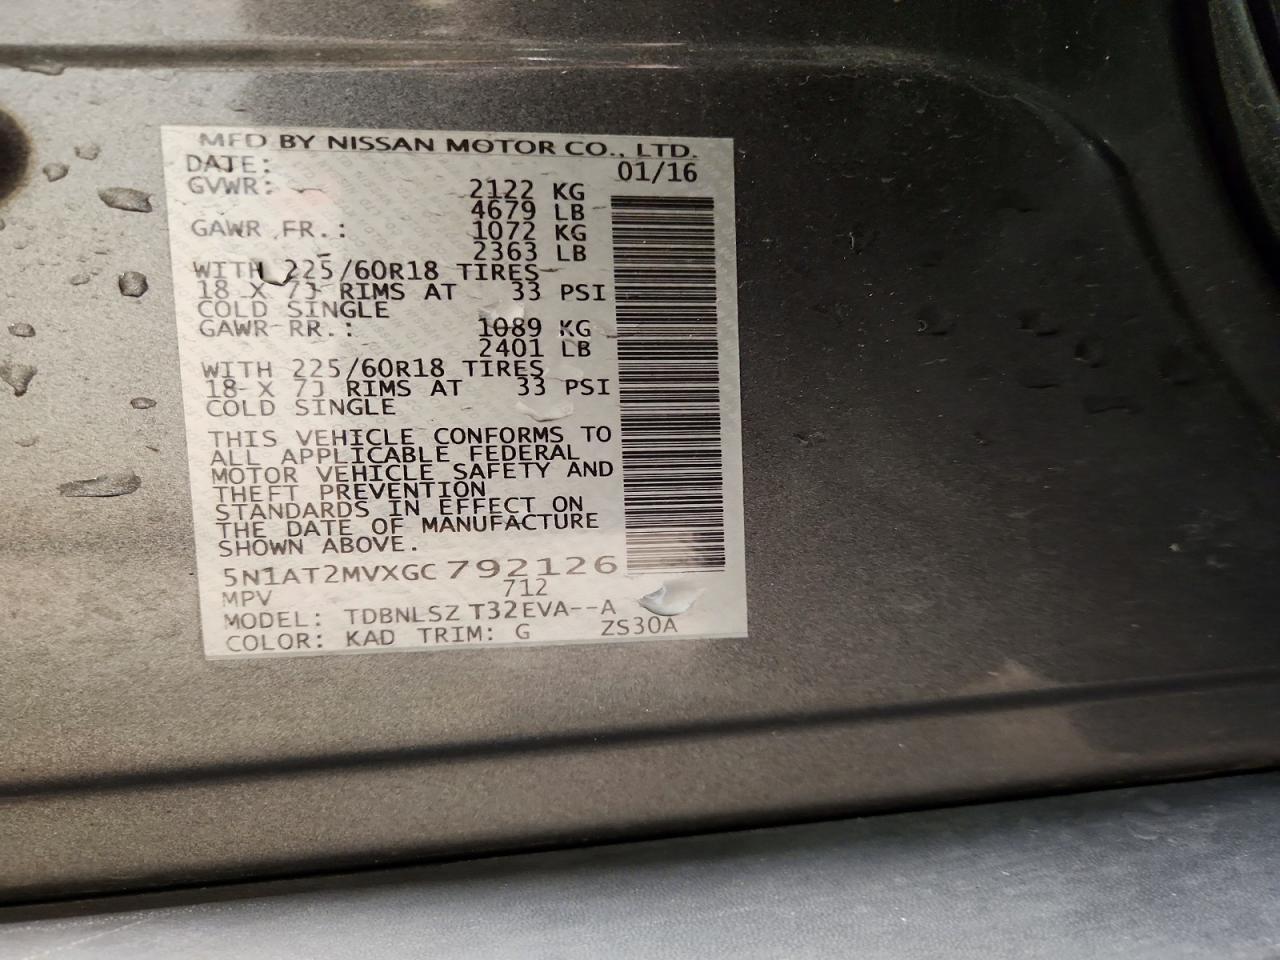 MFD BY NISSAN MOTOR CO., LTD.
DATE: 01/16
GVWR: 2122 KG
4679 LB
GAWR FR.: 1072 KG
2363 LB
WITH 225/60R18 TIRES
18 X 7J RIMS AT 33 PSI
COLD SINGLE
GAWR RR.: 1089 KG
2401 LB
WITH 225/60R18 TIRES
18 X 7J RIMS AT 33 PSI
COLD SINGLE
THIS VEHICLE CONFORMS TO
ALL APPLICABLE FEDERAL
MOTOR VEHICLE SAFETY AND
THEFT PREVENTION
STANDARDS IN EFFECT ON
THE DATE OF MANUFACTURE
SHOWN ABOVE.
5N1AT2MVXGC792126
MPV 712
MODEL: TDBNLSZ T32EVA--A
COLOR: KAD TRIM: G ZS30A